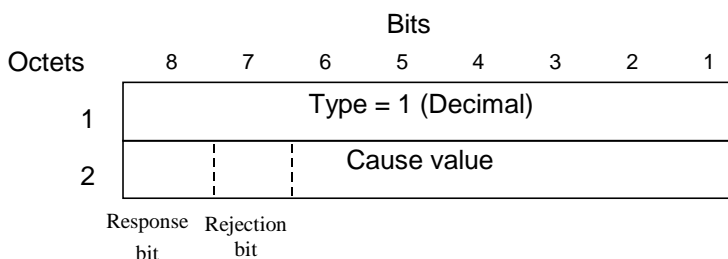 Bits
Octets 8 7 6 5 4 3 2 1
1 Type = 1 (Decimal)
2 Cause value
Response Rejection
bit bit